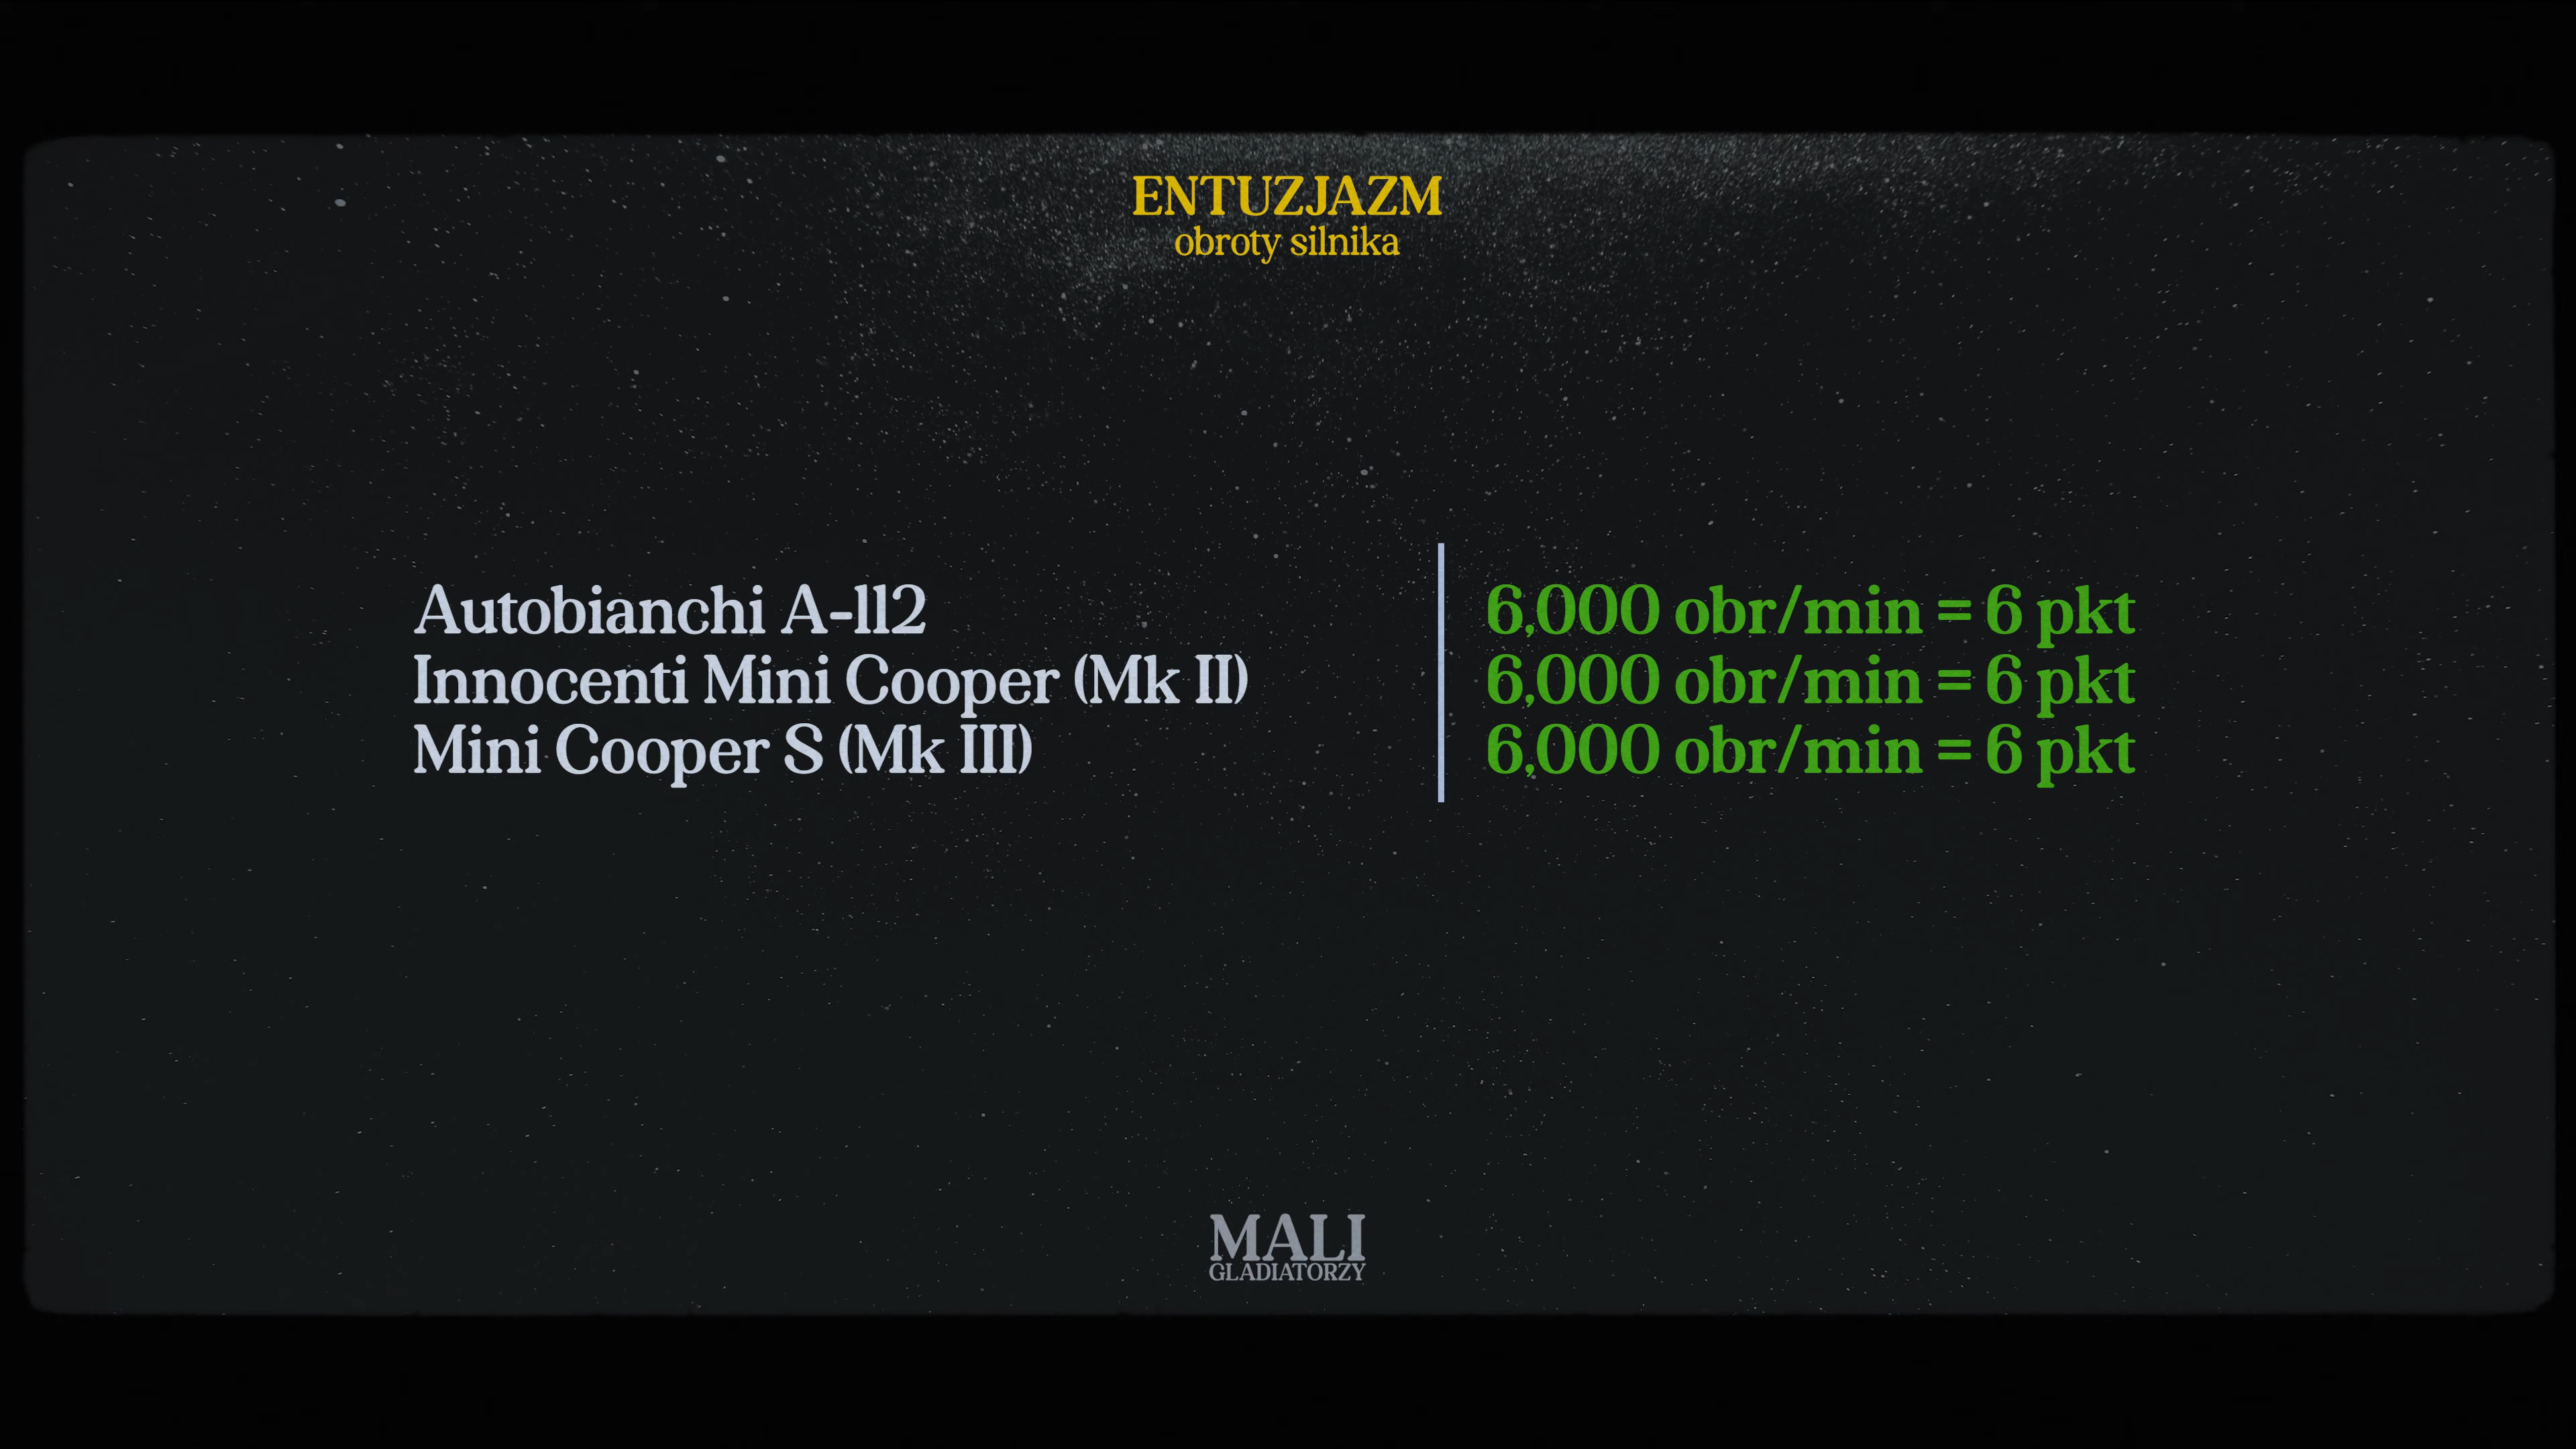 ENTUZJAZM
obroty silnika
Autobianchi A-112 6,000 obr/min = 6 pkt
Innocenti Mini Cooper (Mk II) 6,000 obr/min = 6 pkt
Mini Cooper S (Mk III) 6,000 obr/min = 6 pkt
MALI
GLADIATORZY